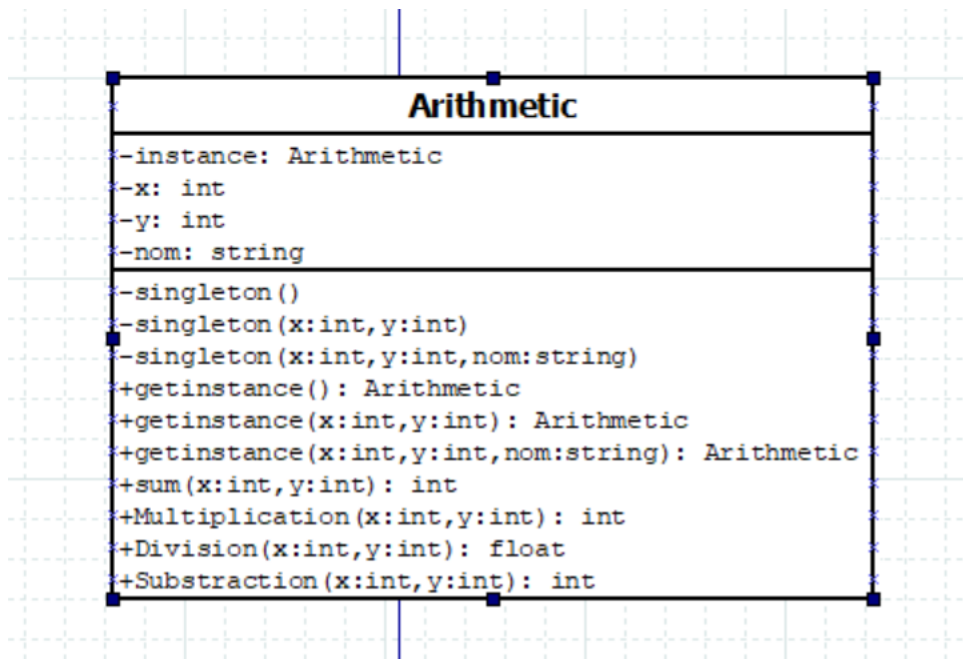 Arithmetic
-instance: Arithmetic
-x: int
-y: int
-nom: string
-singleton()
-singleton(x:int,y:int)
-singleton(x:int,y:int,nom:string)
+getinstance(): Arithmetic
+getinstance(x:int,y:int): Arithmetic
+getinstance(x:int,y:int,nom:string): Arithmetic
+sum(x:int,y:int): int
+Multiplication(x:int,y:int): int
+Division(x:int,y:int): float
+Substraction(x:int,y:int): int